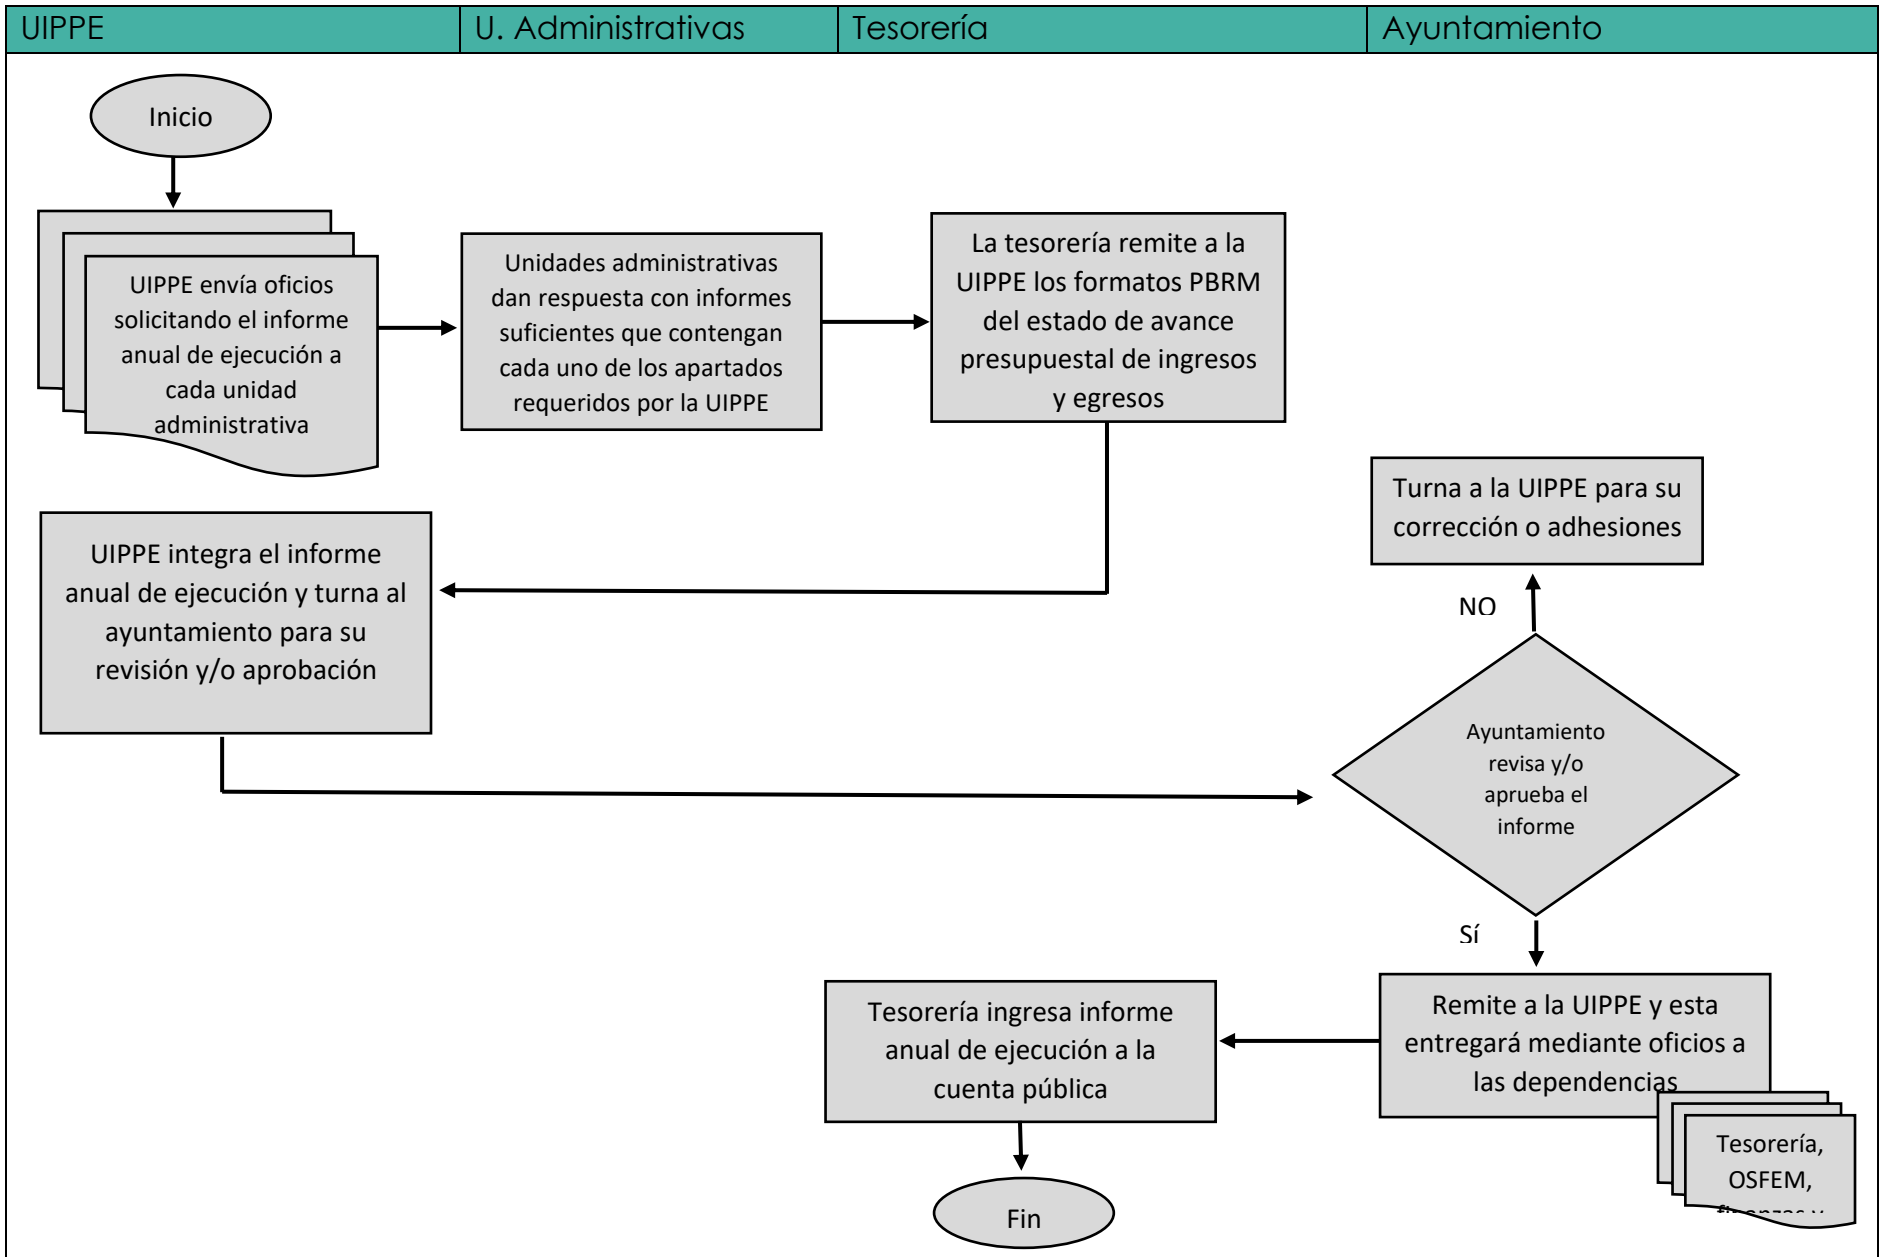 UIPPE
U. Administrativas
Tesorería
Ayuntamiento
Inicio
UIPPE envía oficios
solicitando el informe
anual de ejecución a
cada unidad
administrativa
Unidades administrativas
dan respuesta con informes
suficientes que contengan
cada uno de los apartados
requeridos por la UIPPE
La tesorería remite a la
UIPPE los formatos PBRM
del estado de avance
presupuestal de ingresos
y egresos
Turna a la UIPPE para su
corrección o adhesiones
UIPPE integra el informe
anual de ejecución y turna al
ayuntamiento para su
revisión y/o aprobación
NO
Ayuntamiento
revisa y/o
aprueba el
informe
Sí
Remite a la UIPPE y esta
entregará mediante oficios a
las dependencias
Tesorería ingresa informe
anual de ejecución a la
cuenta pública
Tesorería,
OSFEM,
finanzas y
Fin